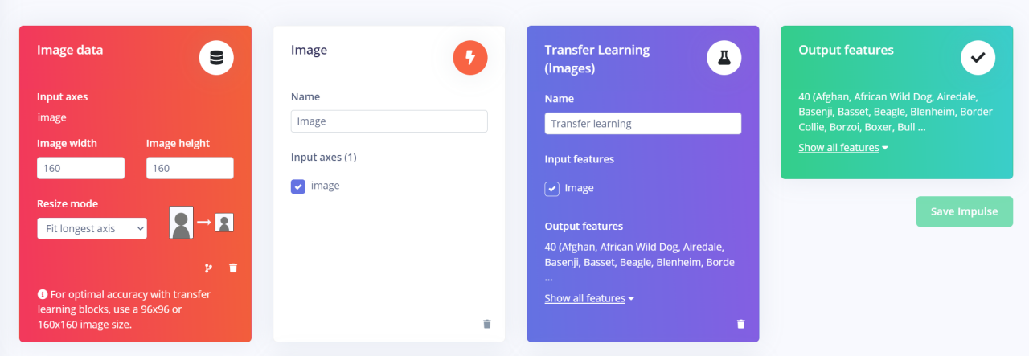 Image data
Input axes
image
Image width Image height
160 160
Resize mode
Fit longest axis
For optimal accuracy with transfer
learning blocks, use a 96x96 or
160x160 image size.
Image
Name
Image
Input axes (1)
image
Transfer Learning
(Images)
Name
Transfer learning
Input features
Image
Output features
40 (Afghan, African Wild Dog, Airedale,
Basenji, Basset, Beagle, Blenheim, Borde
...
Show all features
Output features
40 (Afghan, African Wild Dog, Airedale,
Basenji, Basset, Beagle, Blenheim, Border
Collie, Borzoi, Boxer, Bull ...
Show all features
Save Impulse